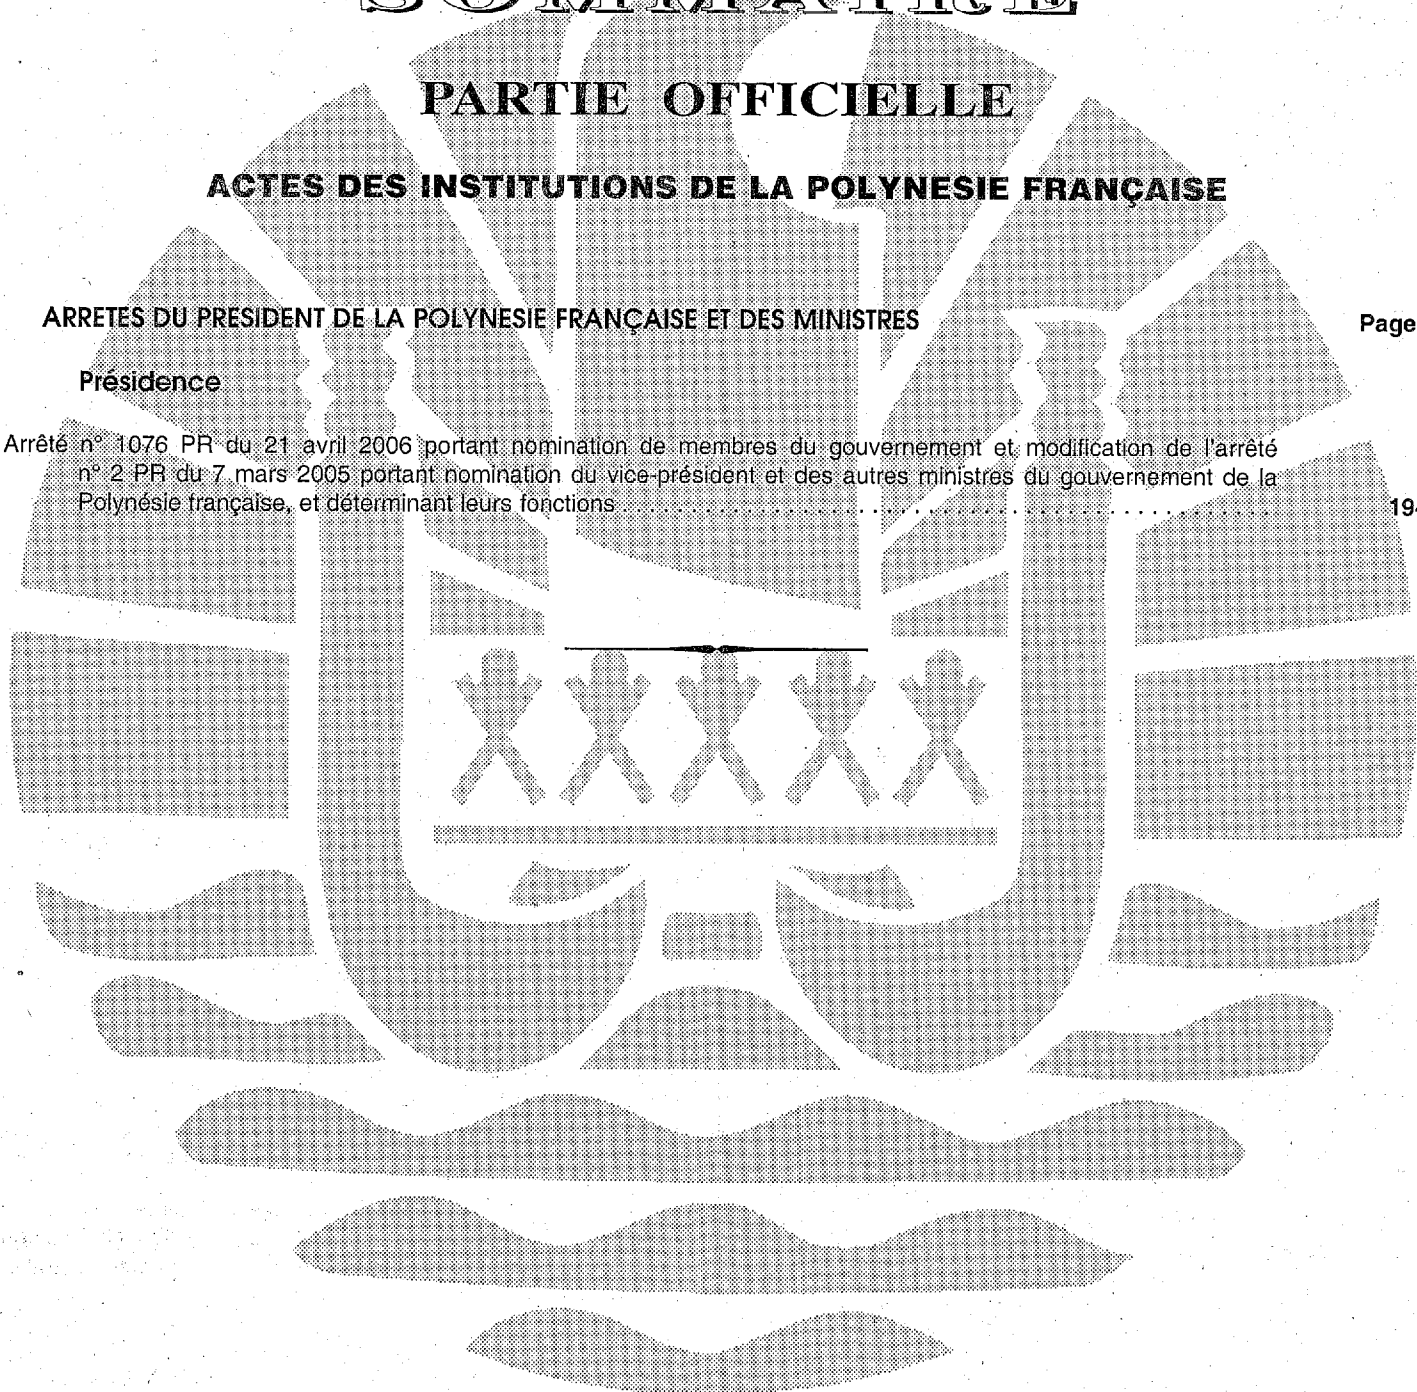 SOMMAIRE
PARTIE OFFICIELLE
ACTES DES INSTITUTIONS DE LA POLYNESIE FRANÇAISE
ARRETES DU PRESIDENT DE LA POLYNESIE FRANÇAISE ET DES MINISTRES Page
Présidence
Arrêté n° 1076 PR du 21 avril 2006 portant nomination de membres du gouvernement et modification de l'arrêté
n° 2 PR du 7 mars 2005 portant nomination du vice-président et des autres ministres du gouvernement de la
Polynésie française, et déterminant leurs fonctions . . . . . . . . . . . . . . . . . . . . . . . . . . . . . . . . . . . . . . . . . . . . . . . .